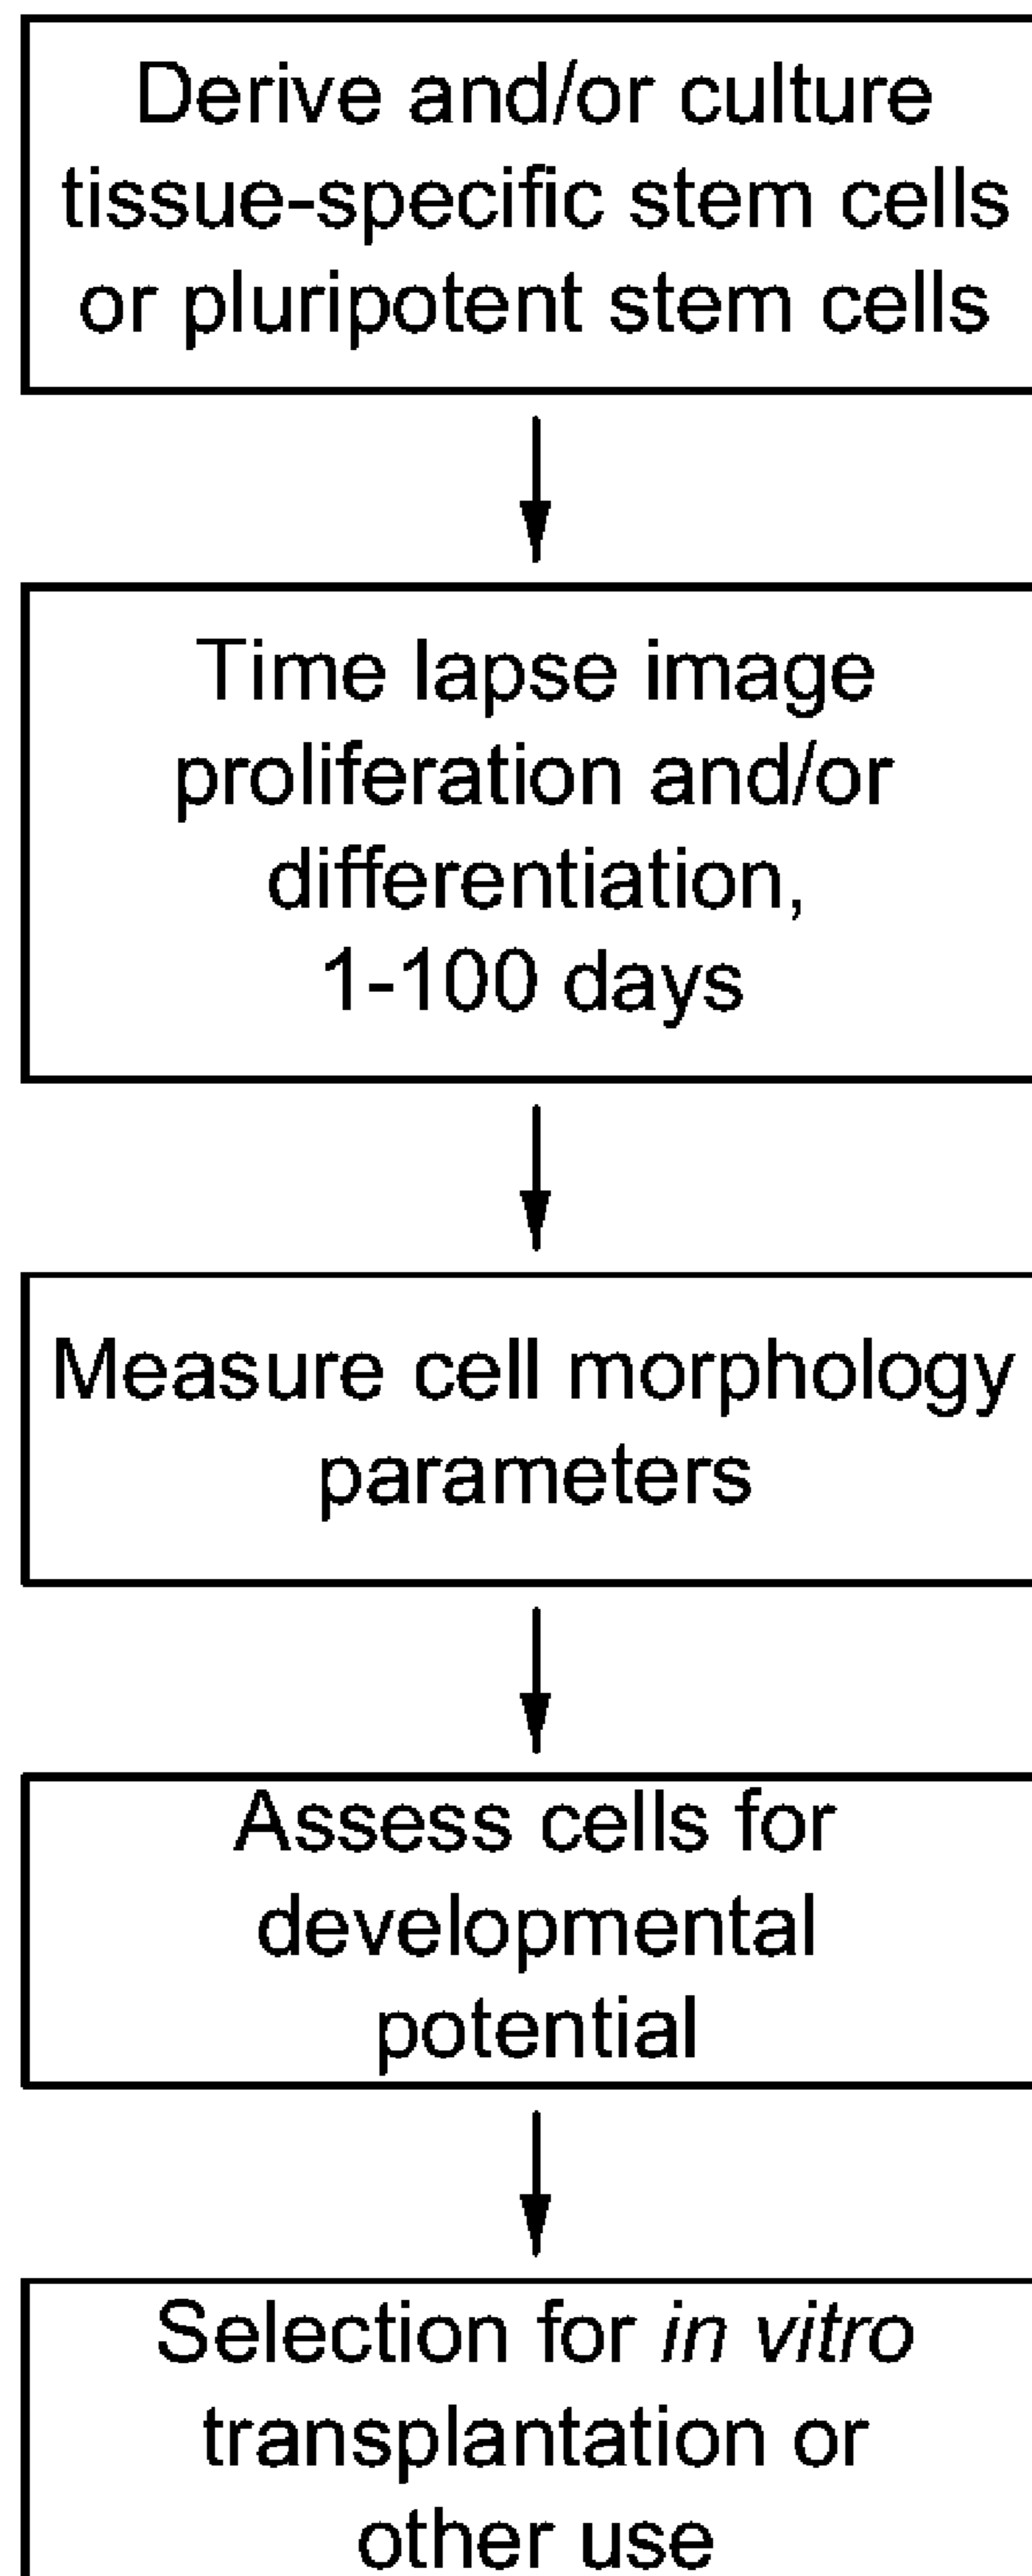 Derive and/or culture
tissue-specific stem cells
or pluripotent stem cells
Time lapse image
proliferation and/or
differentiation,
1-100 days
Measure cell morphology
parameters
Assess cells for
developmental
potential
Selection for in vitro
transplantation or
other use